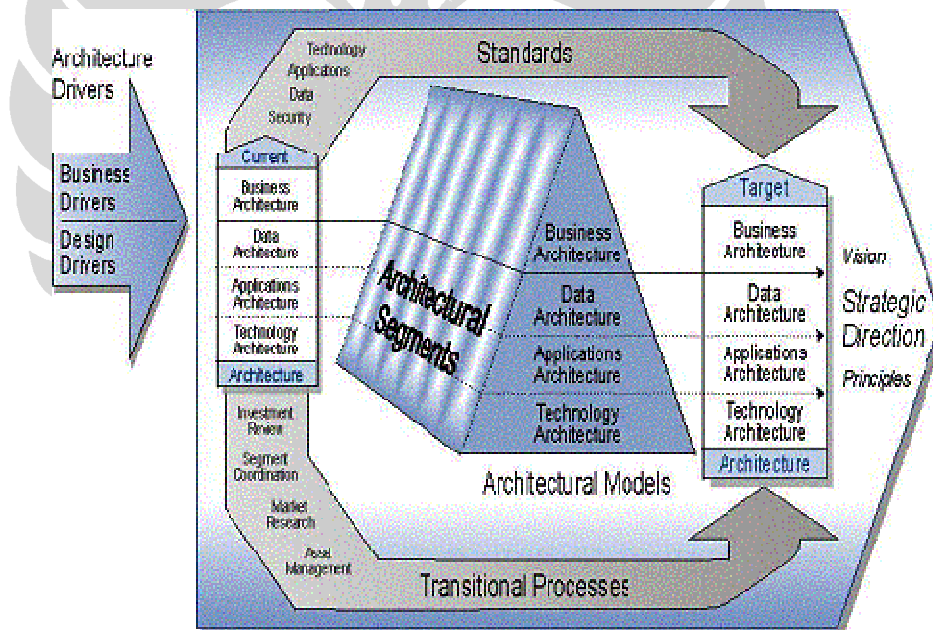 Architecture
Drivers
Business
Drivers
Design
Drivers
Technology
Applications
Data
Security
Standards
Current
Business
Architecture
Data
Architecture
Applications
Architecture
Technology
Architecture
Architecture
Investment
Review
Segment
Coordination
Market
Research
Asset
Management
Transitional Processes
Architectural
Segments
Business
Architecture
Data
Architecture
Applications
Architecture
Technology
Architecture
Architectural Models
Target
Business
Architecture
Data
Architecture
Applications
Architecture
Technology
Architecture
Architecture
Vision
Strategic
Direction
Principles